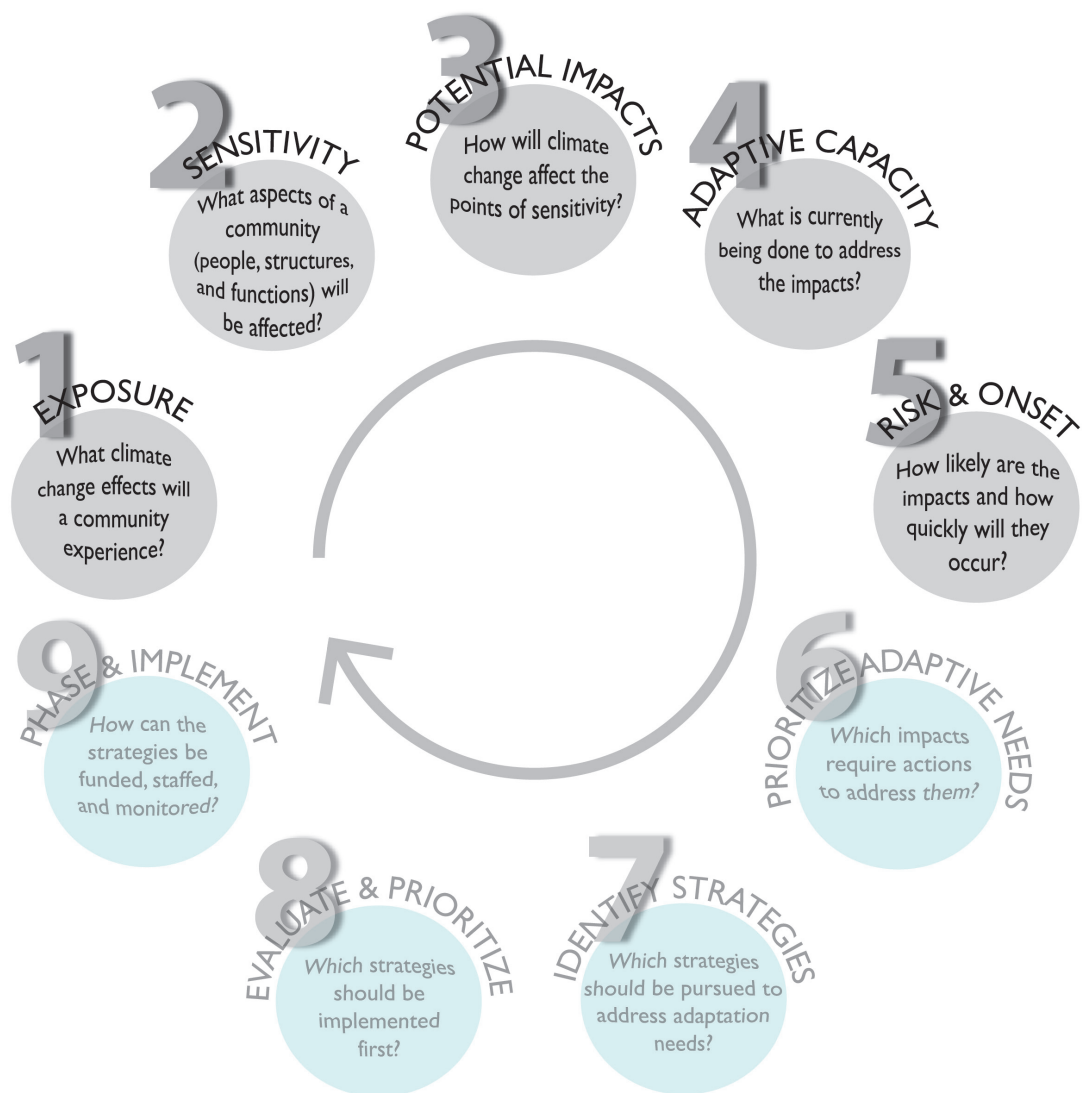 1
EXPOSURE
What climate
change effects will
a community
experience?
2
SENSITIVITY
What aspects of a
community
(people, structures,
and functions) will
be affected?
3
POTENTIAL IMPACTS
How will climate
change affect the
points of sensitivity?
4
ADAPTIVE CAPACITY
What is currently
being done to address
the impacts?
5
RISK & ONSET
How likely are the
impacts and how
quickly will they
occur?
6
PRIORITIZE ADAPTIVE NEEDS
Which impacts
require actions
to address them?
7
IDENTIFY STRATEGIES
Which strategies
should be pursued to
address adaptation
needs?
8
EVALUATE & PRIORITIZE
Which strategies
should be
implemented
first?
9
PHASE & IMPLEMENT
How can the
strategies be
funded, staffed,
and monitored?